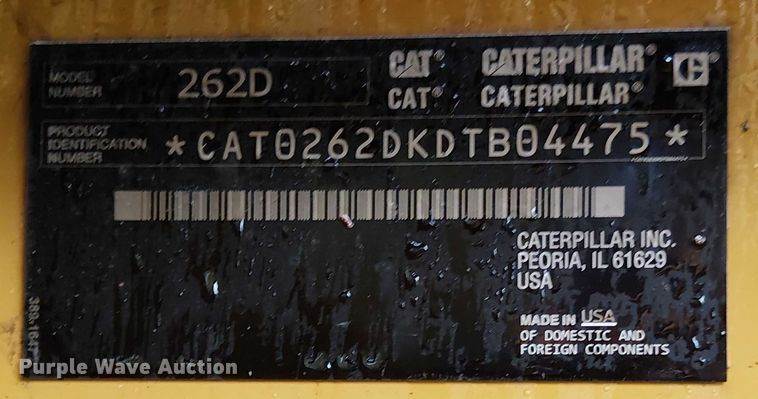 MODEL NUMBER 262D
CAT® CATERPILLAR® C
CAT® CATERPILLAR®
PRODUCT IDENTIFICATION NUMBER *CAT0262DKDTB04475*
CATERPILLAR INC.
PEORIA, IL 61629
USA
MADE IN USA
OF DOMESTIC AND
FOREIGN COMPONENTS
Purple Wave Auction